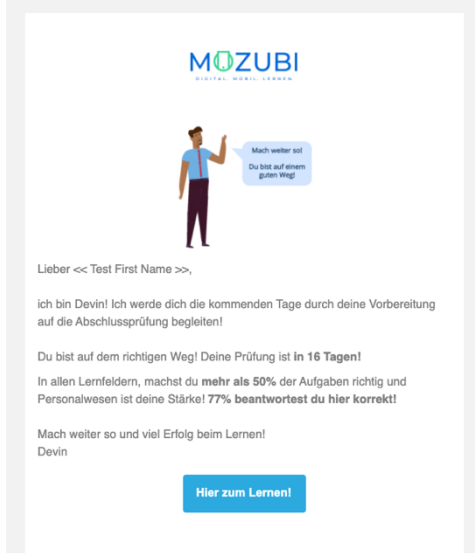 MOZUBI
DIGITAL. MOBIL. LERNEN.
Mach weiter so!
Du bist auf einem
guten Weg!
Lieber << Test First Name >>,
ich bin Devin! Ich werde dich die kommenden Tage durch deine Vorbereitung
auf die Abschlussprüfung begleiten!
Du bist auf dem richtigen Weg! Deine Prüfung ist in 16 Tagen!
In allen Lernfeldern, machst du mehr als 50% der Aufgaben richtig und
Personalwesen ist deine Stärke! 77% beantwortest du hier korrekt!
Mach weiter so und viel Erfolg beim Lernen!
Devin
Hier zum Lernen!